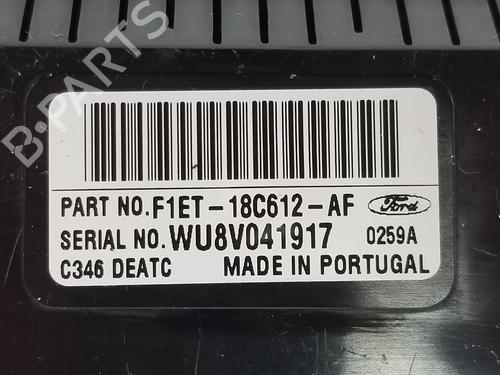 B-PARTS
PART NO. F1ET-18C612-AF Ford
SERIAL NO. WU8V041917 0259A
C346 DEATC MADE IN PORTUGAL